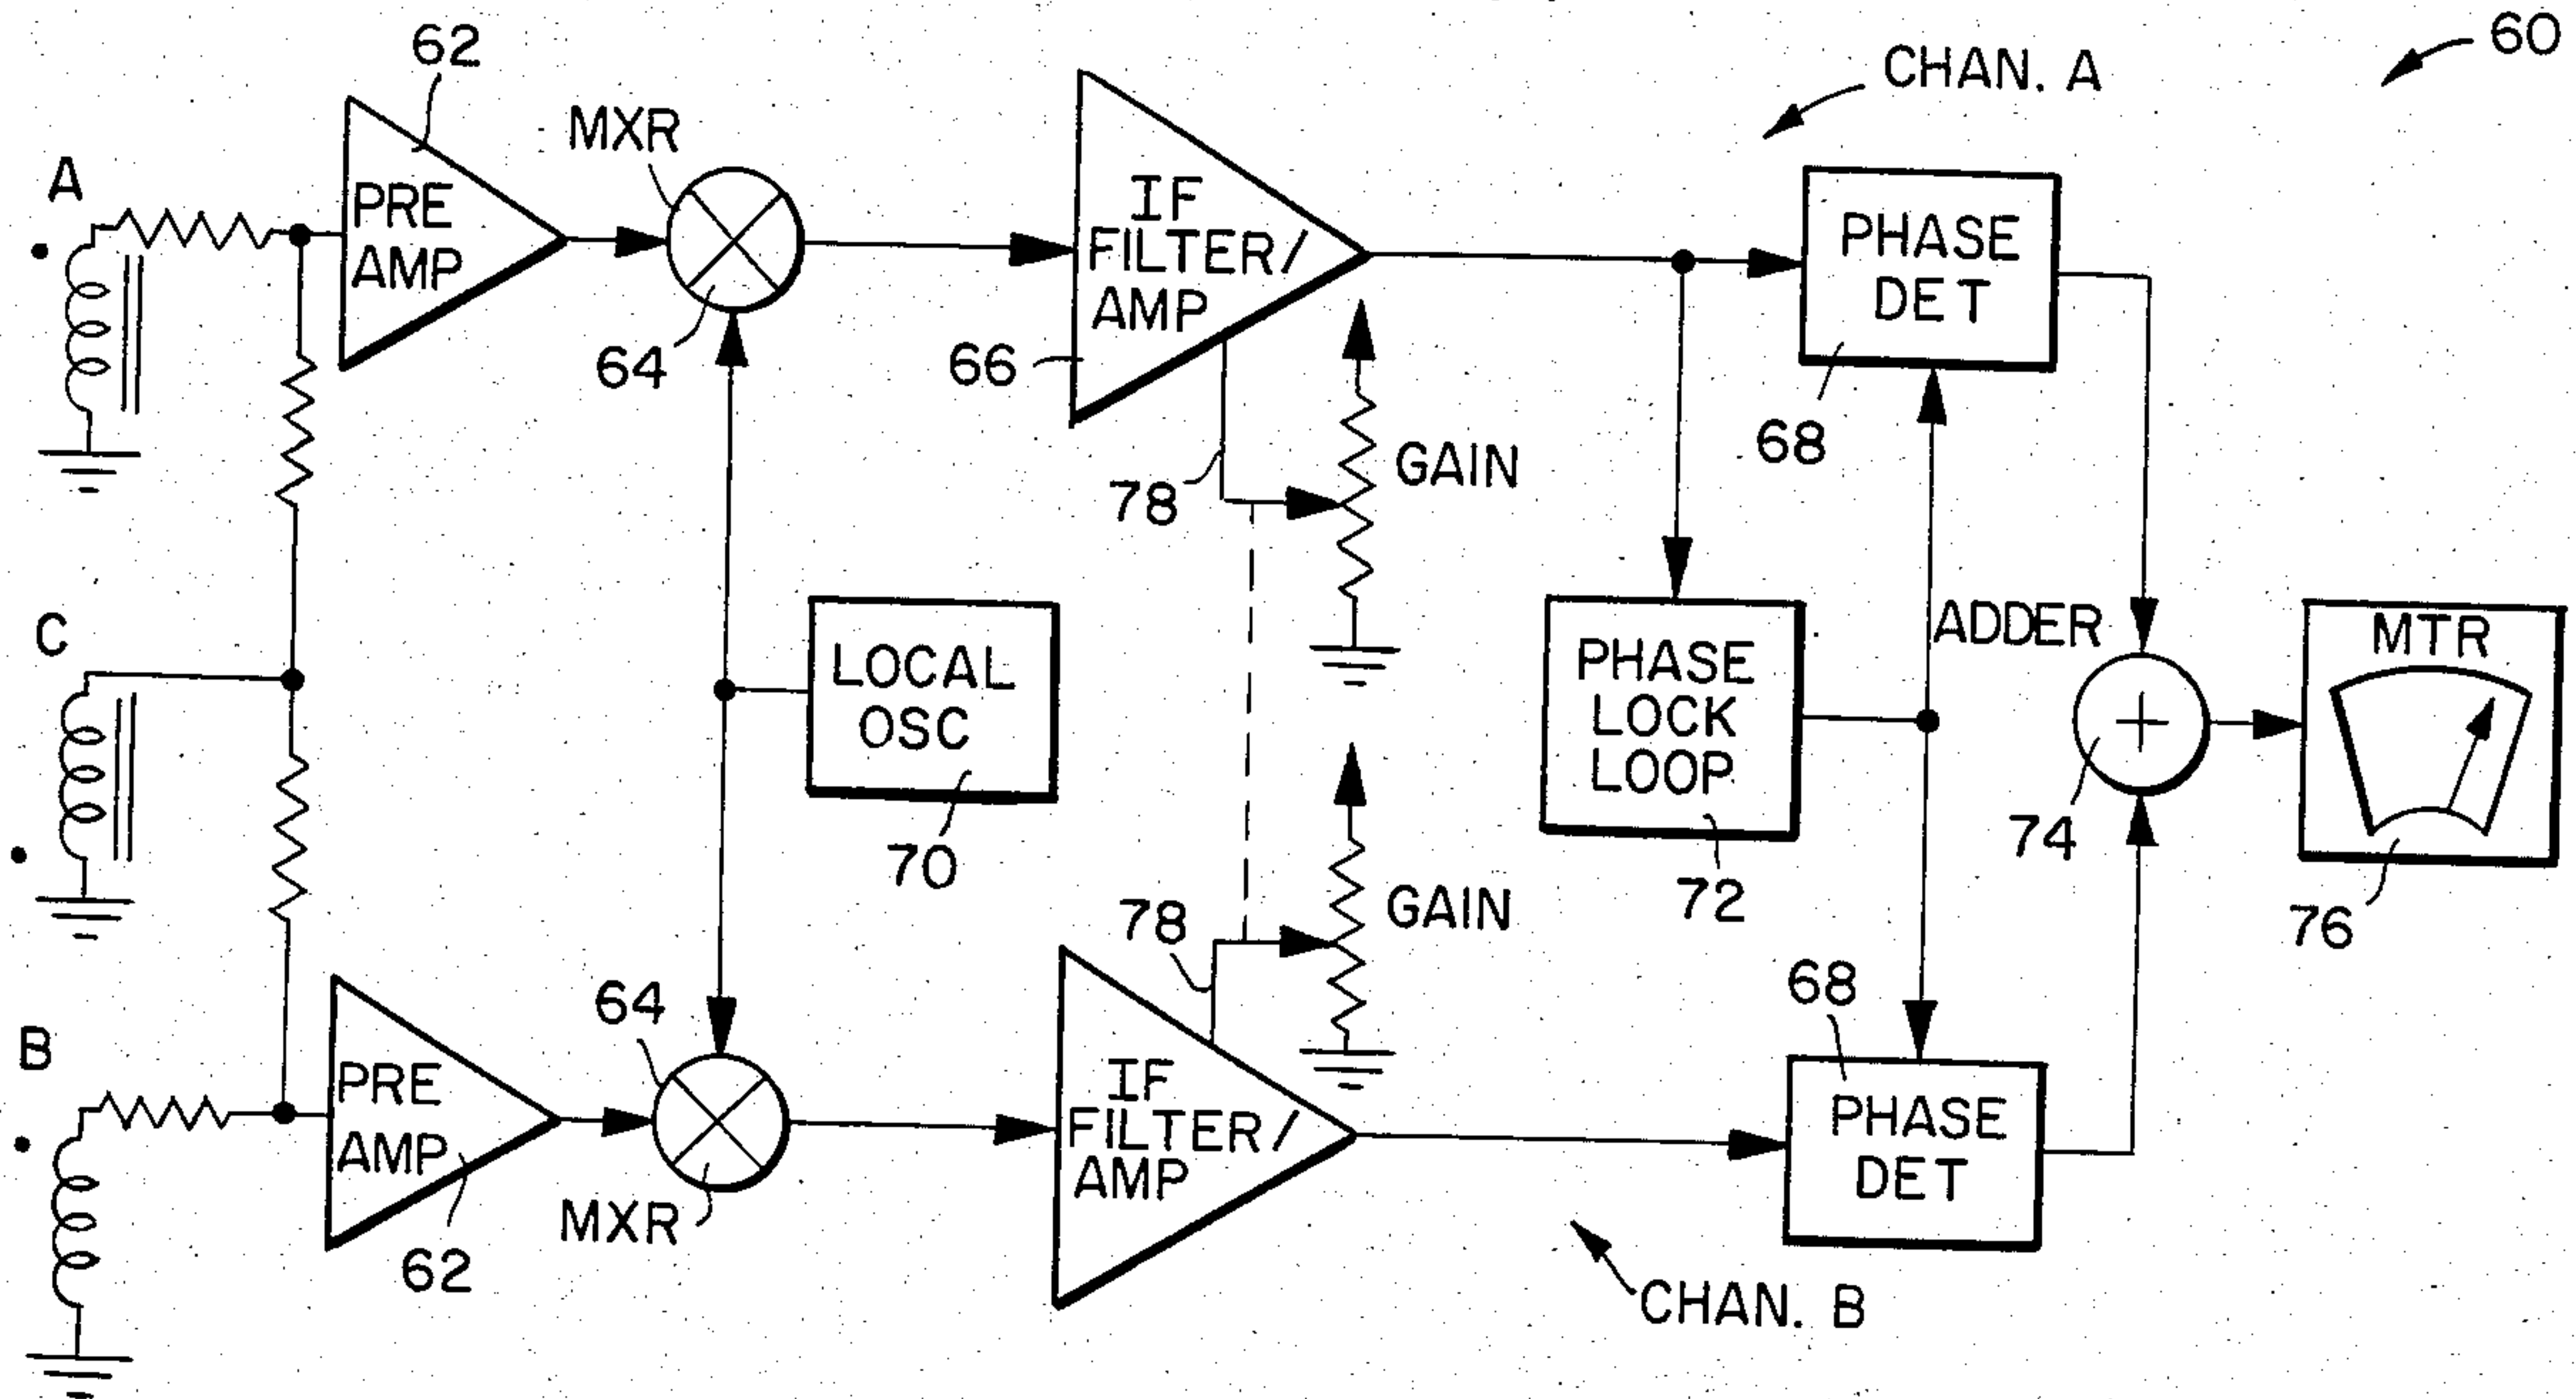 60
62
CHAN. A
MXR
A
PRE
AMP
IF
FILTER/
AMP
PHASE
DET
64
66
68
78
GAIN
C
LOCAL
OSC
70
PHASE
LOCK
LOOP
72
ADDER
74
MTR
76
78
GAIN
B
64
68
PRE
AMP
62
MXR
IF
FILTER/
AMP
PHASE
DET
CHAN. B